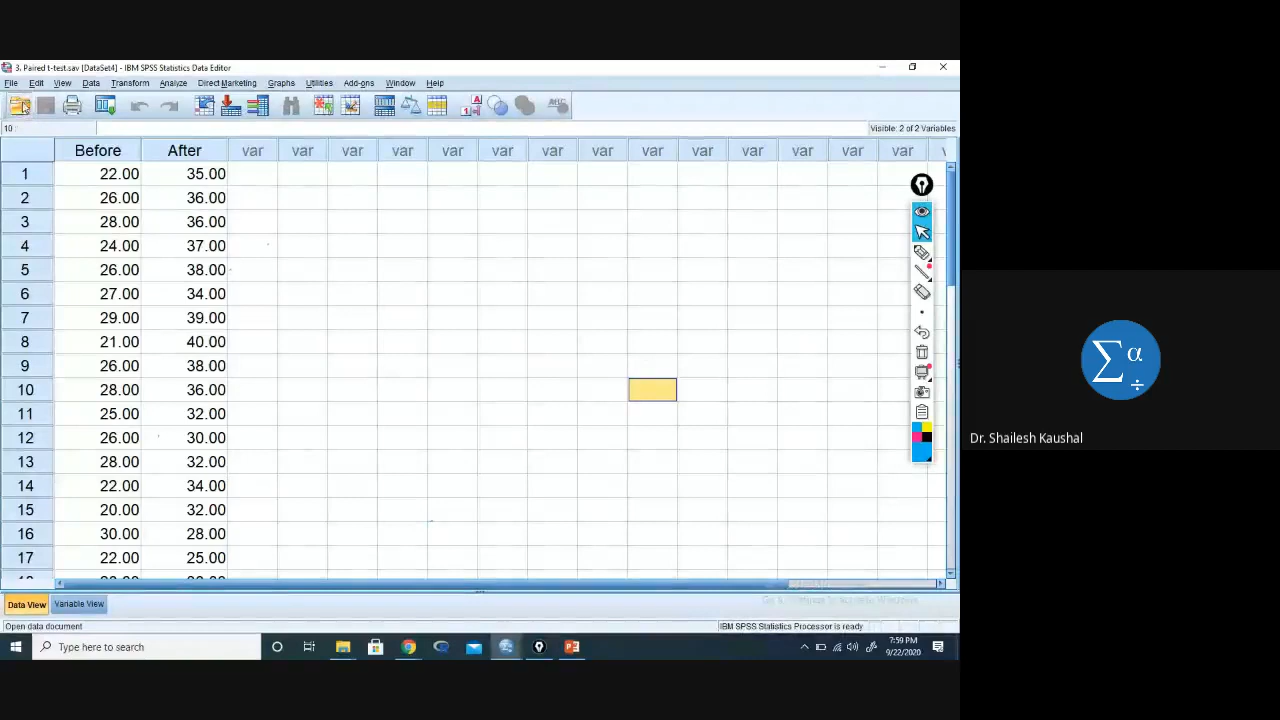 3. Paired t-test.sav [DataSet4] - IBM SPSS Statistics Data Editor
File Edit View Data Transform Analyze Direct Marketing Graphs Utilities Add-ons Window Help
10 :
Visible: 2 of 2 Variables
Before After var var var var var var var var var var var var var var
1 22.00 35.00
2 26.00 36.00
3 28.00 36.00
4 24.00 37.00
5 26.00 38.00
6 27.00 34.00
7 29.00 39.00
8 21.00 40.00
9 26.00 38.00
10 28.00 36.00
11 25.00 32.00
12 26.00 30.00
13 28.00 32.00
14 22.00 34.00
15 20.00 32.00
16 30.00 28.00
17 22.00 25.00
Data View Variable View
Open data document
IBM SPSS Statistics Processor is ready
Type here to search
7:59 PM
9/22/2020
Σ α ÷
Dr. Shailesh Kaushal